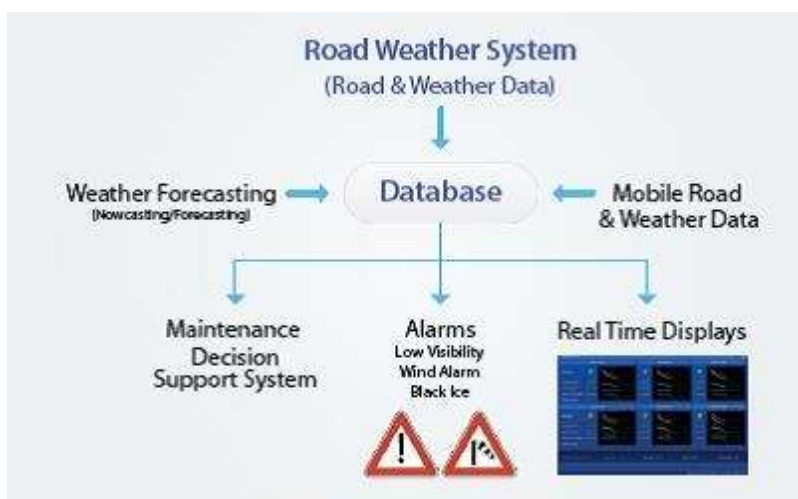 Road Weather System
(Road & Weather Data)
Weather Forecasting
(Nowcasting/Forecasting)
Database
Mobile Road
& Weather Data
Maintenance
Decision
Support System
Alarms
Low Visibility
Wind Alarm
Black Ice
Real Time Displays
!